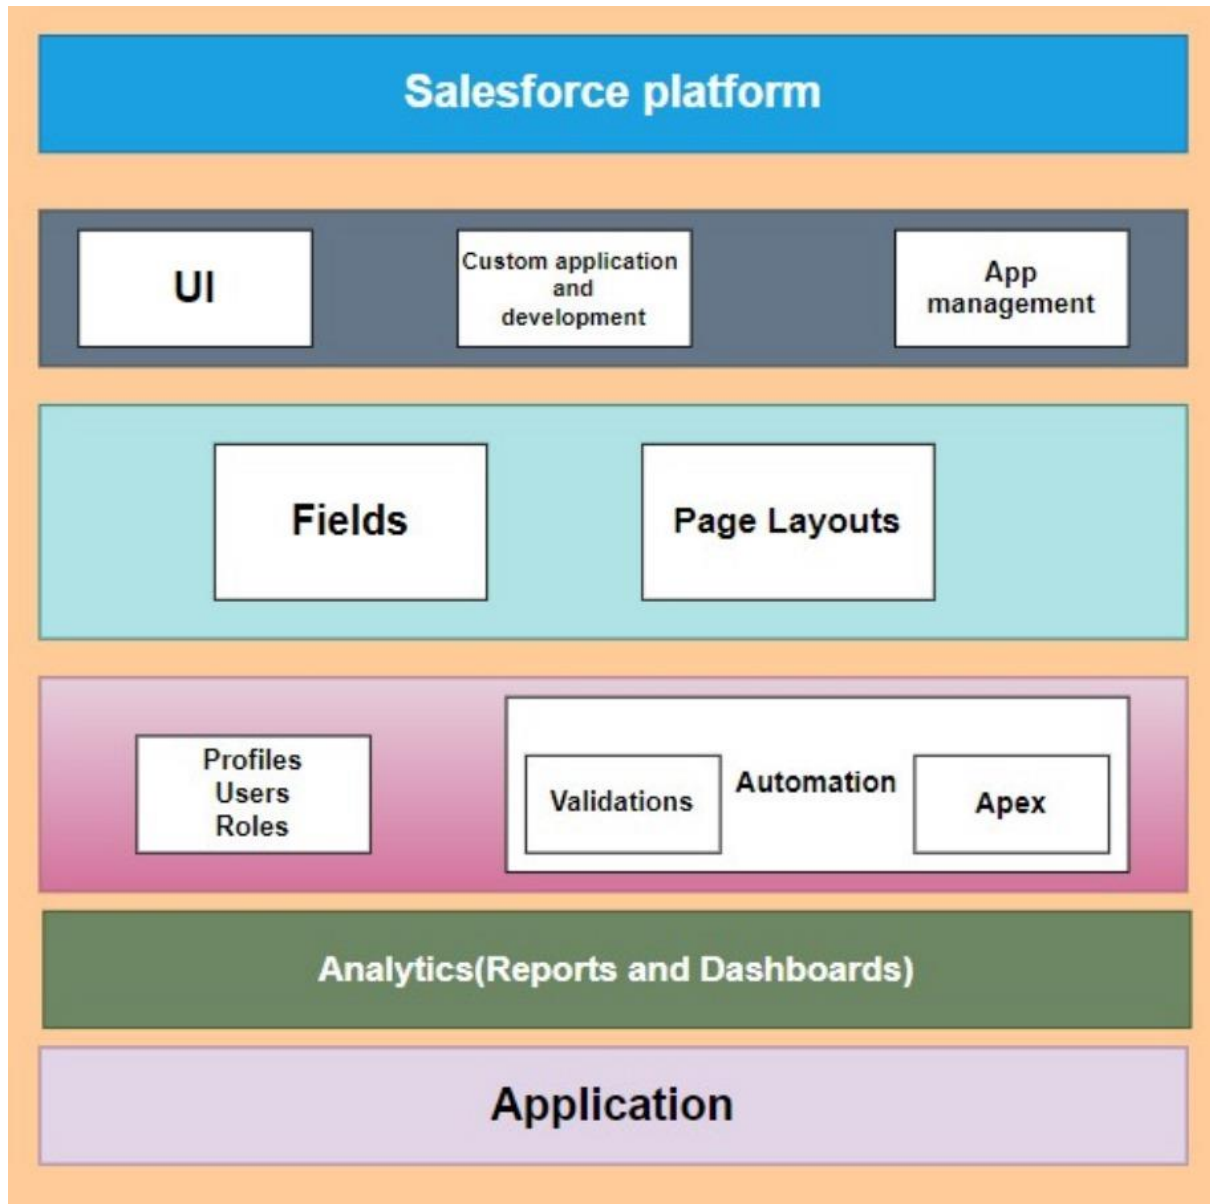 Salesforce platform
UI
Custom application
and
development
App
management
Fields
Page Layouts
Profiles
Users
Roles
Validations
Automation
Apex
Analytics(Reports and Dashboards)
Application